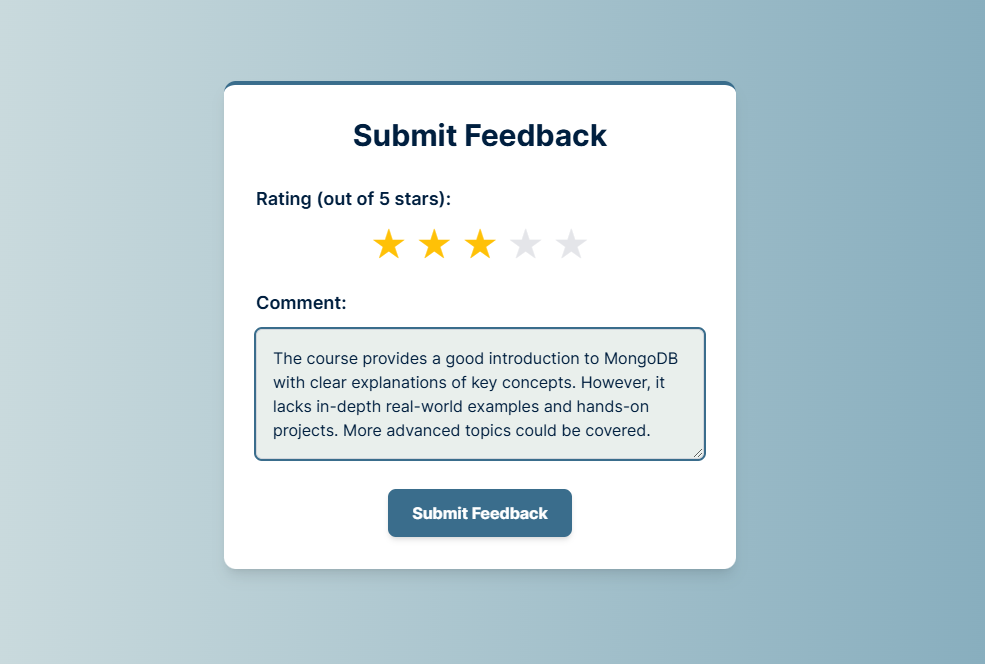 Submit Feedback
Rating (out of 5 stars):
Comment:
The course provides a good introduction to MongoDB
with clear explanations of key concepts. However, it
lacks in-depth real-world examples and hands-on
projects. More advanced topics could be covered.
Submit Feedback